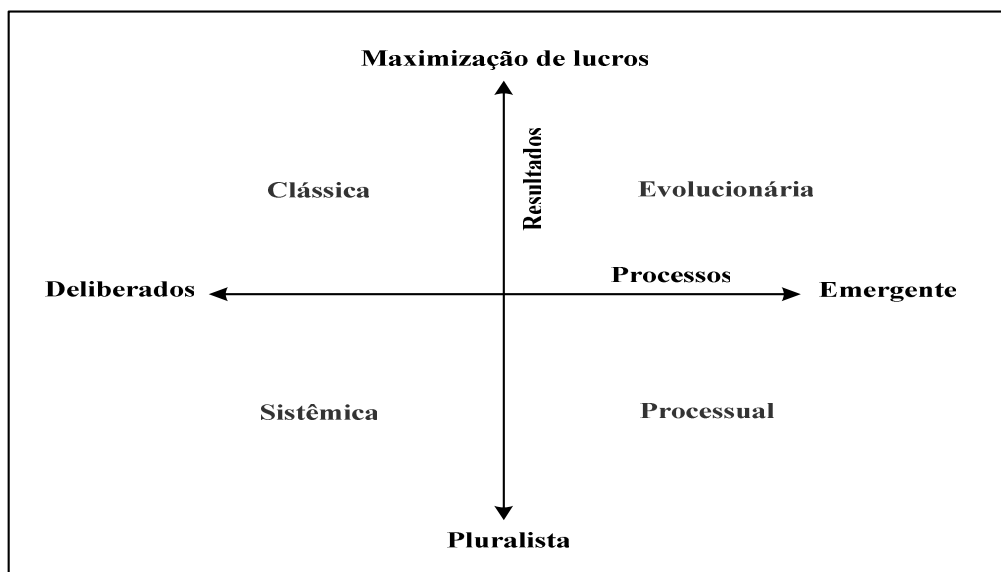 Maximização de lucros
Resultados
Clássica
Evolucionária
Processos
Deliberados
Emergente
Sistêmica
Processual
Pluralista